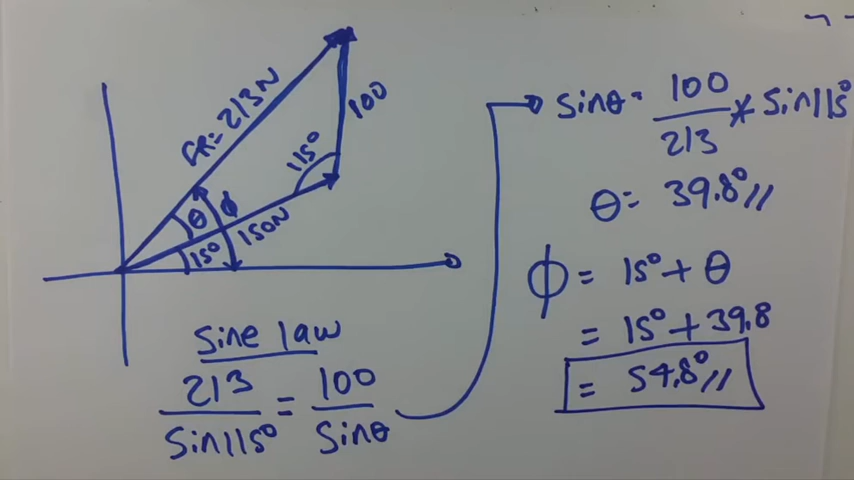 FR=213N
100
115°
θ
φ
150N
15°
Sine law
213/Sin115° = 100/Sinθ
Sinθ = 100/213 * Sin115°
θ = 39.8°//
φ = 15° + θ
= 15° + 39.8
= 54.8°//